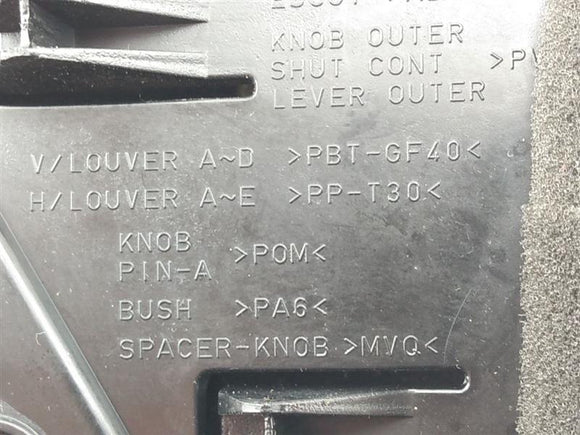 KNOB OUTER
SHUT CONT >P
LEVER OUTER
V/LOUVER A~D >PBT-GF40<
H/LOUVER A~E >PP-T30<
KNOB
PIN-A >POM<
BUSH >PA6<
SPACER-KNOB >MVQ<